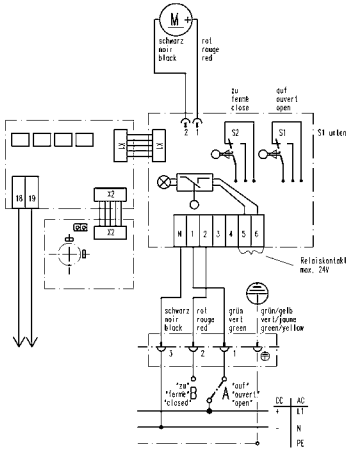 M +
schwarz rot
noir rouge
black red
2 1
zu auf
fermé ouvert
close open
S2 S1
S1 unten
X1 X1
18 19
X2
X2
N 1 2 3 4 5 6
Relaiskontakt
max. 24V
schwarz rot grün grün/gelb
noir rouge vert vert/jaune
black red green green/yellow
3 2 1
"zu" "auf"
"fermé" B A "ouvert"
"closed" "open"
DC AC
+ L1
- N
PE